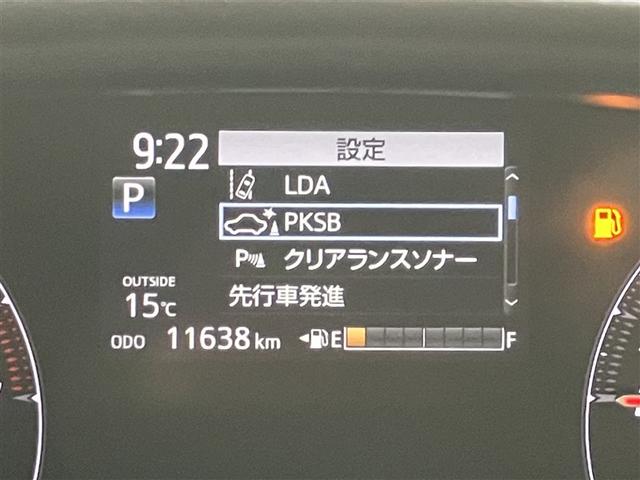 9:22
設定
LDA
P
PKSB
P クリアランスソナー
先行車発進
OUTSIDE
15℃
ODO 11638 km
E F